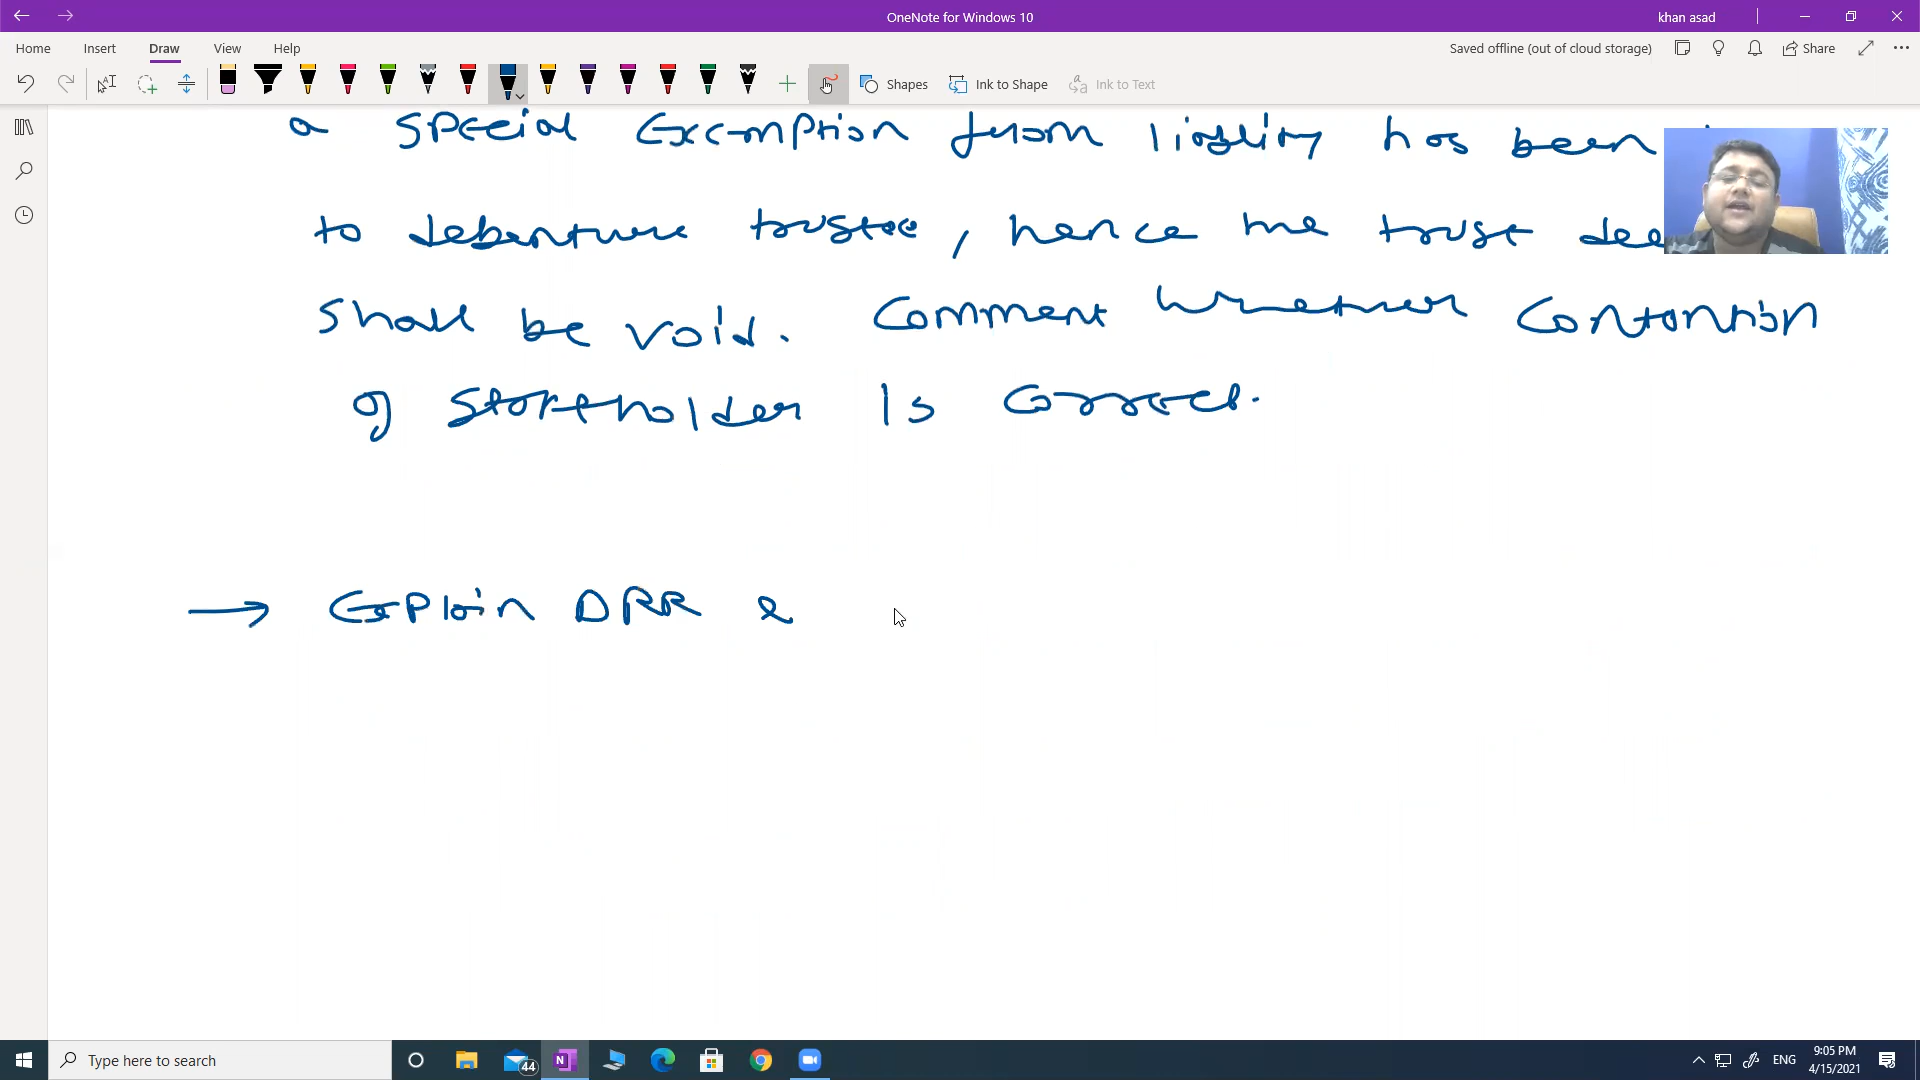 OneNote for Windows 10
khan asad
Home Insert Draw View Help
Saved offline (out of cloud storage)
Share
Shapes
Ink to Shape
Ink to Text
a special Exemption from liability has been
to debenture trustee, hence the trust dee
shall be void. Comment whether Contention
of stakeholder is correct.
→ Explain DRR &
Type here to search
44
ENG
9:05 PM
4/15/2021